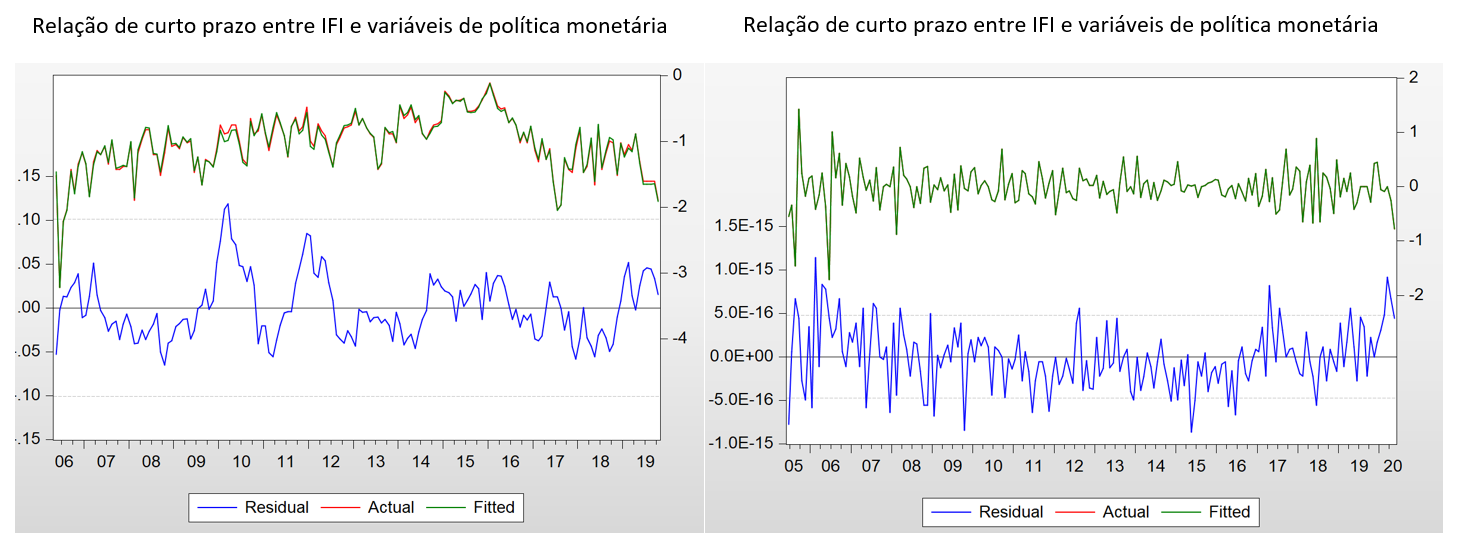 Relação de curto prazo entre IFI e variáveis de política monetária
0
-1
-2
-3
-4
.15
.10
.05
.00
-.05
-.10
-.15
06 07 08 09 10 11 12 13 14 15 16 17 18 19
Residual Actual Fitted
Relação de curto prazo entre IFI e variáveis de política monetária
2
1
0
-1
-2
1.5E-15
1.0E-15
5.0E-16
0.0E+00
-5.0E-16
-1.0E-15
05 06 07 08 09 10 11 12 13 14 15 16 17 18 19 20
Residual Actual Fitted